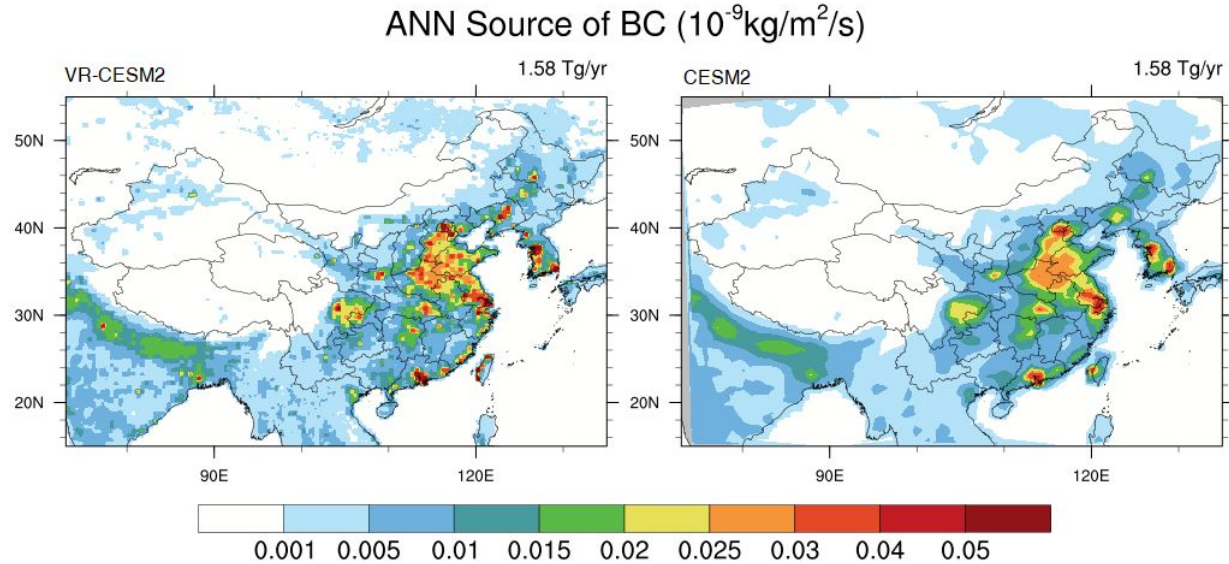 ANN Source of BC (10⁻⁹kg/m²/s)
VR-CESM2 1.58 Tg/yr
CESM2 1.58 Tg/yr
50N
40N
30N
20N
90E 120E
50N
40N
30N
20N
90E 120E
0.001 0.005 0.01 0.015 0.02 0.025 0.03 0.04 0.05